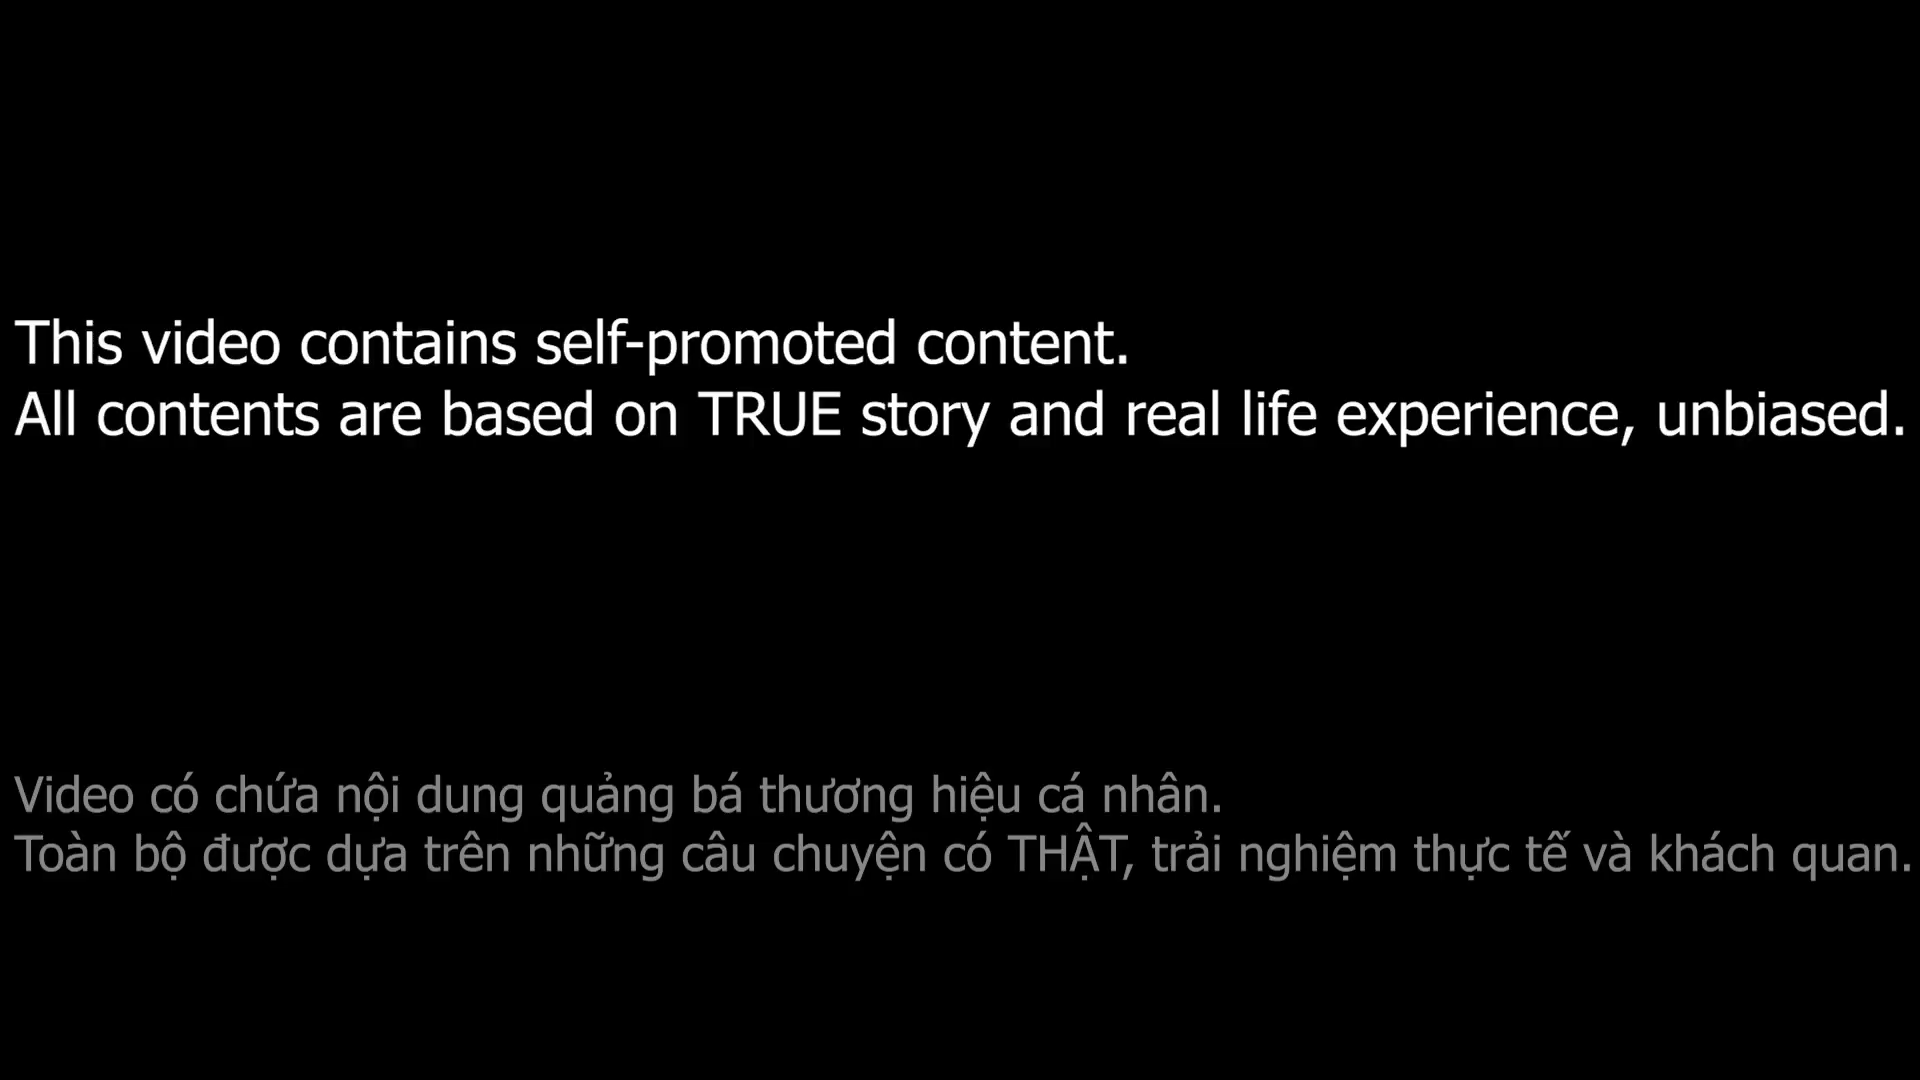 This video contains self-promoted content.
All contents are based on TRUE story and real life experience, unbiased.
Video có chứa nội dung quảng bá thương hiệu cá nhân.
Toàn bộ được dựa trên những câu chuyện có THẬT, trải nghiệm thực tế và khách quan.